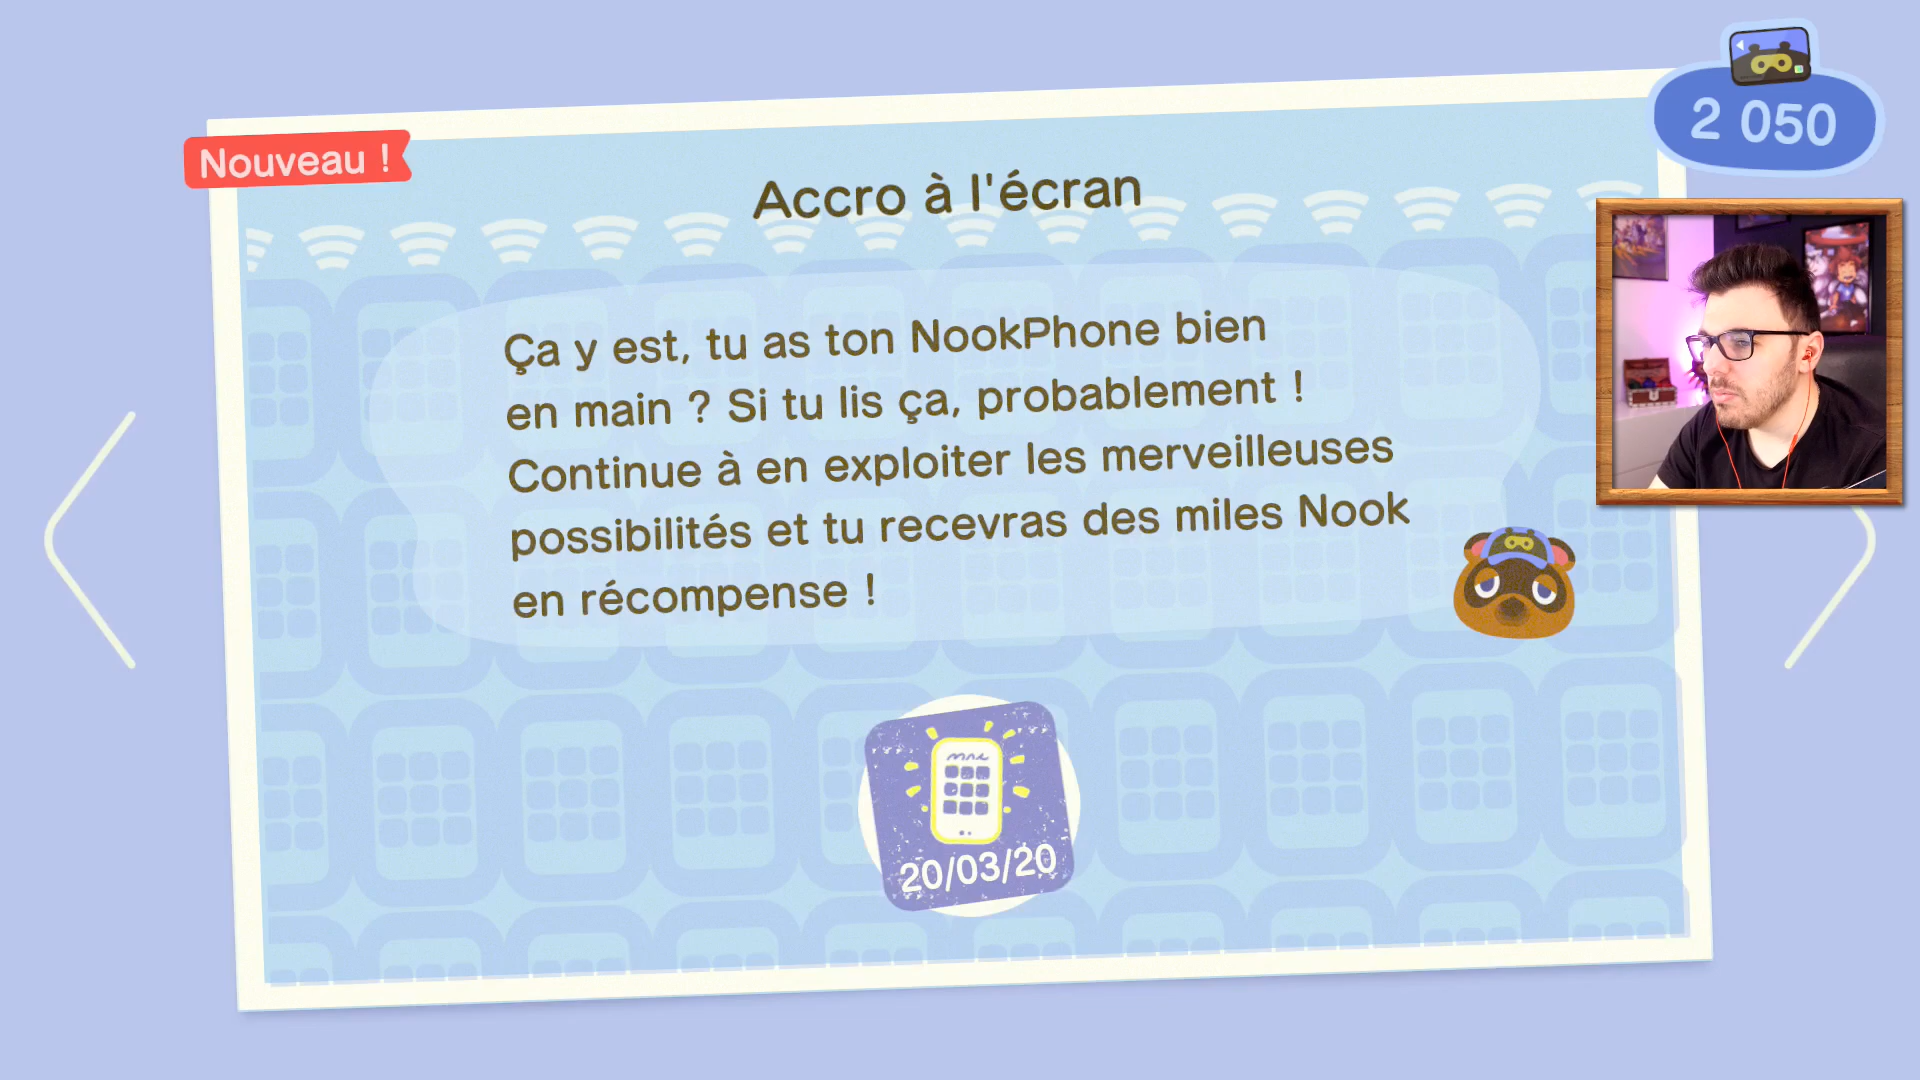 2 050
Nouveau !
Accro à l'écran
Ça y est, tu as ton NookPhone bien
en main ? Si tu lis ça, probablement !
Continue à en exploiter les merveilleuses
possibilités et tu recevras des miles Nook
en récompense !
20/03/20